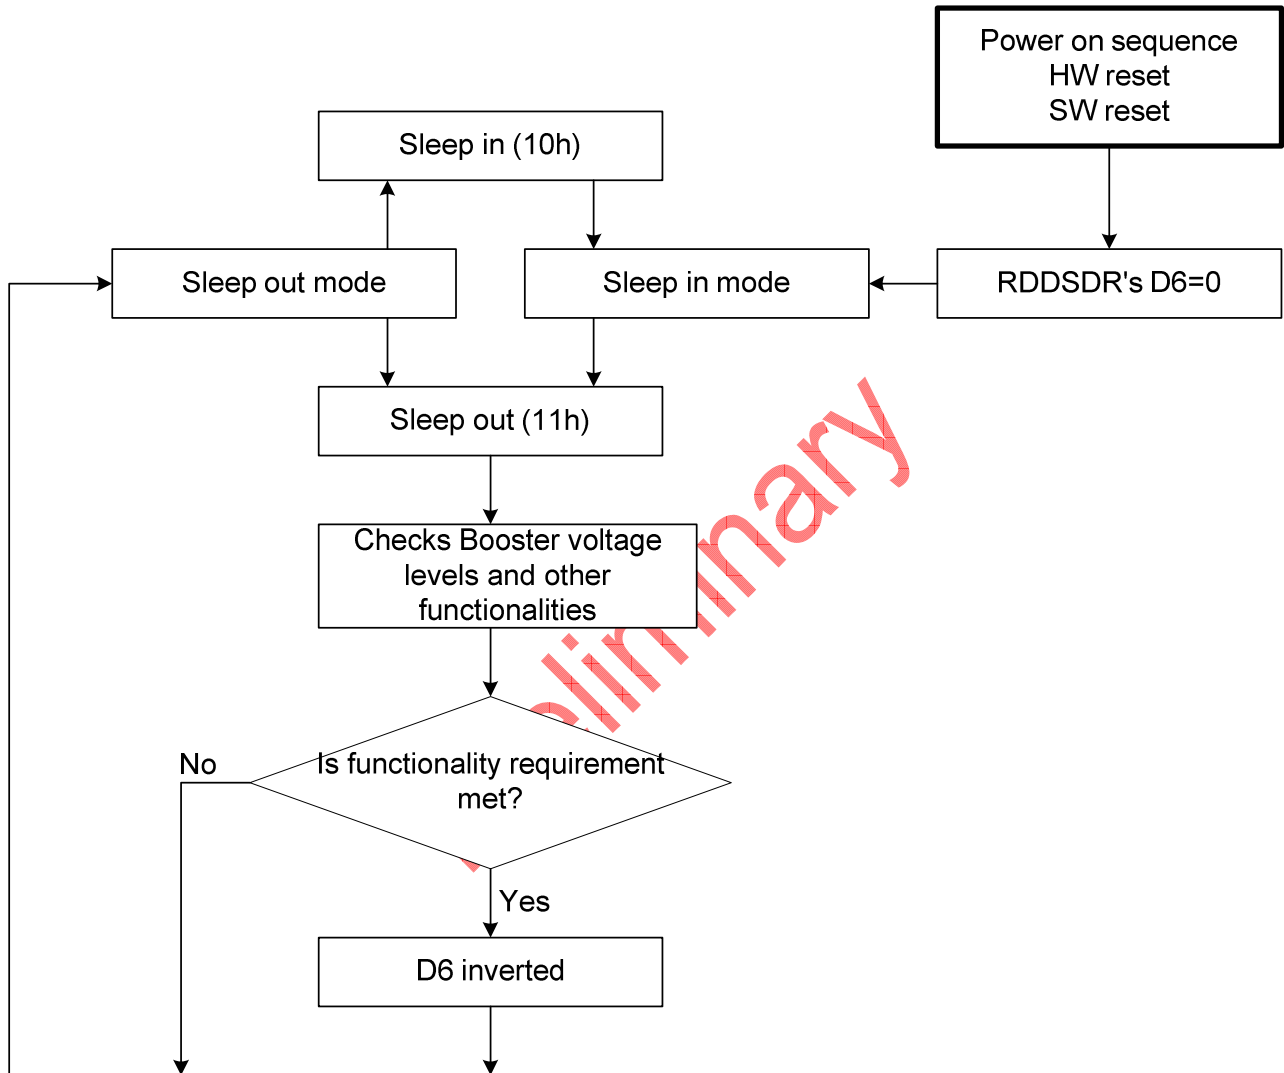 Power on sequence
HW reset
SW reset
Sleep in (10h)
Sleep out mode
Sleep in mode
RDDSDR's D6=0
Sleep out (11h)
Checks Booster voltage
levels and other
functionalities
Is functionality requirement
met?
No
Yes
D6 inverted